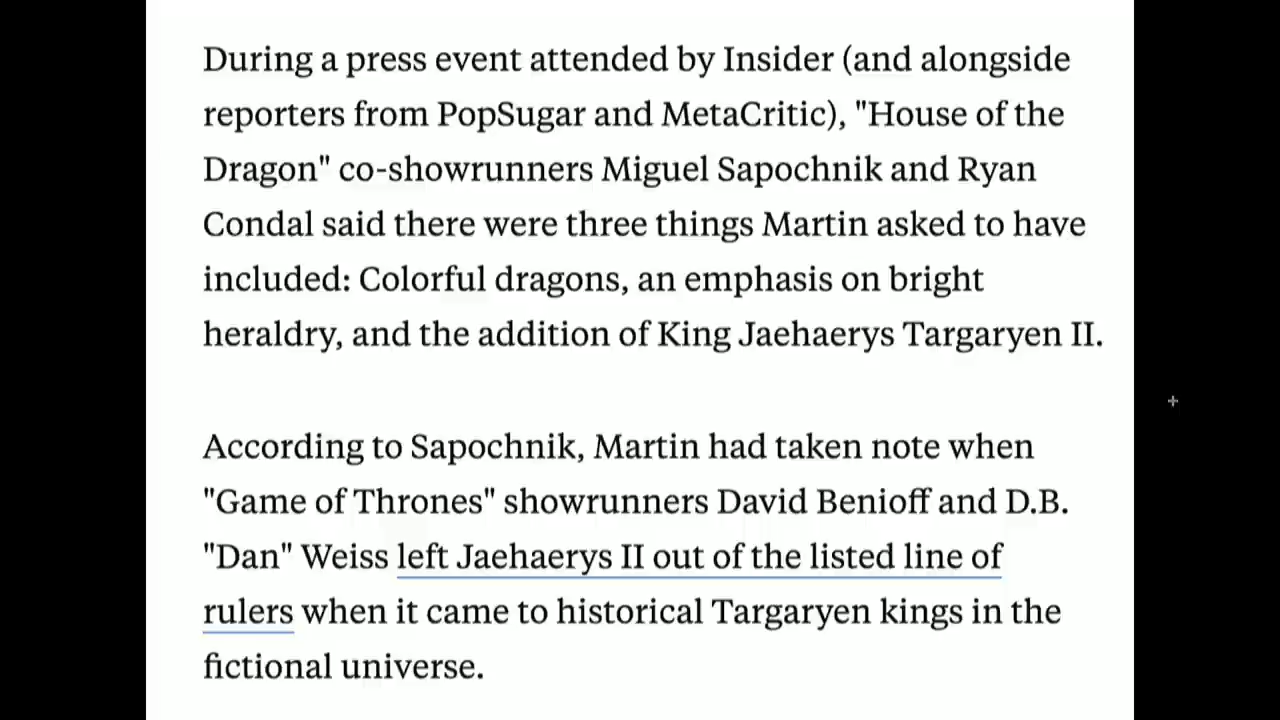 During a press event attended by Insider (and alongside
reporters from PopSugar and MetaCritic), "House of the
Dragon" co-showrunners Miguel Sapochnik and Ryan
Condal said there were three things Martin asked to have
included: Colorful dragons, an emphasis on bright
heraldry, and the addition of King Jaehaerys Targaryen II.
According to Sapochnik, Martin had taken note when
"Game of Thrones" showrunners David Benioff and D.B.
"Dan" Weiss left Jaehaerys II out of the listed line of
rulers when it came to historical Targaryen kings in the
fictional universe.